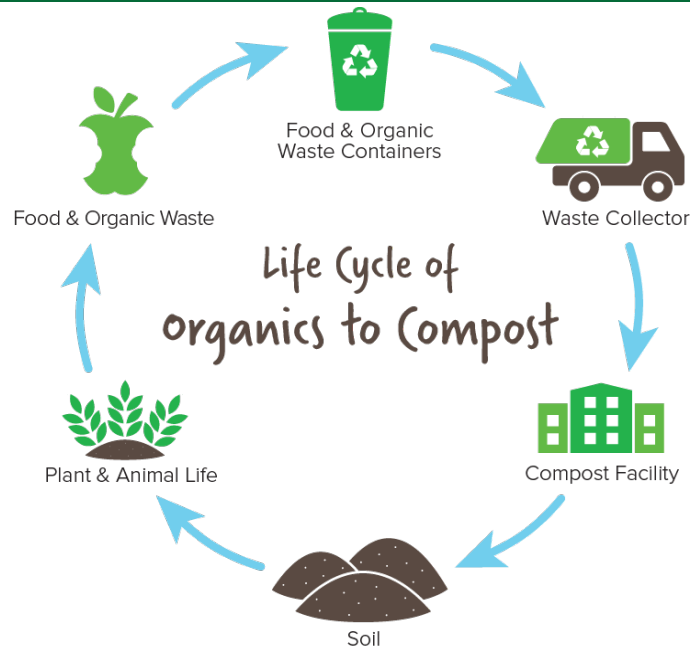 Food & Organic
Waste Containers
Food & Organic Waste
Waste Collector
Life Cycle of
Organics to Compost
Plant & Animal Life
Compost Facility
Soil